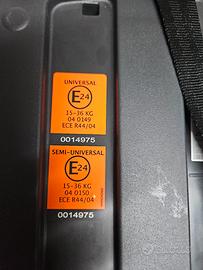 UNIVERSAL
E24
15-36 KG
04 0149
ECE R44/04
0014975
SEMI-UNIVERSAL
E24
15-36 KG
04 0150
ECE R44/04
0014975